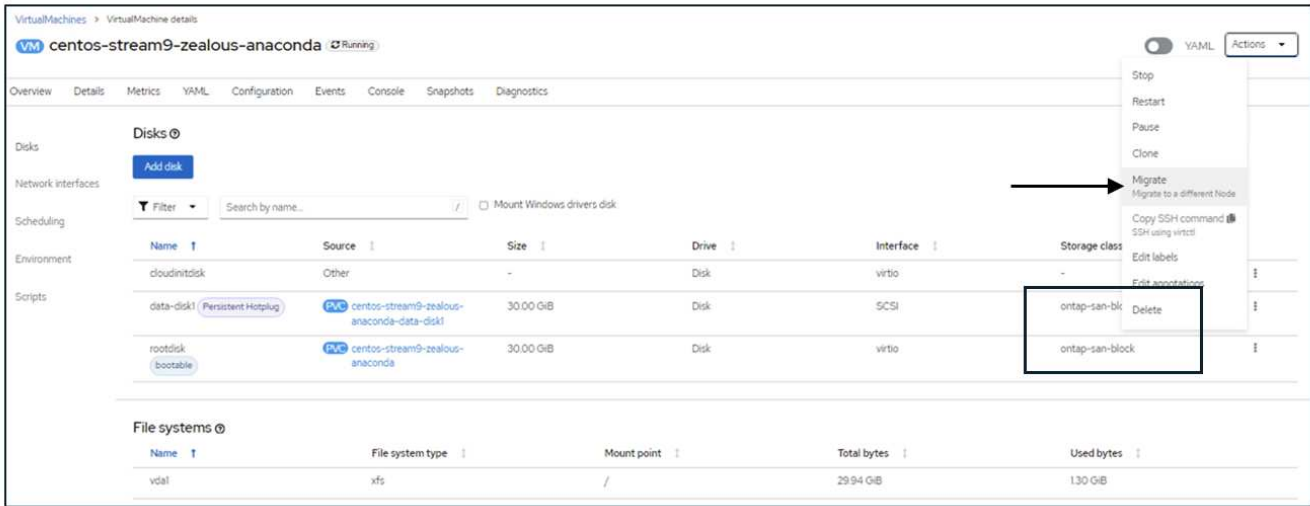 VirtualMachines > VirtualMachine details
VM centos-stream9-zealous-anaconda Running
YAML Actions
Overview Details Metrics YAML Configuration Events Console Snapshots Diagnostics
Stop
Restart
Pause
Clone
Migrate
Migrate to a different Node
Copy SSH command
SSH using virtctl
Edit labels
Edit annotations
Delete
Disks
Network interfaces
Scheduling
Environment
Scripts
Disks
Add disk
Filter Search by name... / Mount Windows drivers disk
Name Source Size Drive Interface Storage class
cloudinitdisk Other - Disk virtio -
data-disk1 Persistent Hotplug PVC centos-stream9-zealous- 30.00 GiB Disk SCSI ontap-san-blo
anaconda-data-disk1
rootdisk PVC centos-stream9-zealous- 30.00 GiB Disk virtio ontap-san-block
bootable anaconda
File systems
Name File system type Mount point Total bytes Used bytes
vda1 xfs / 29.94 GiB 1.30 GiB